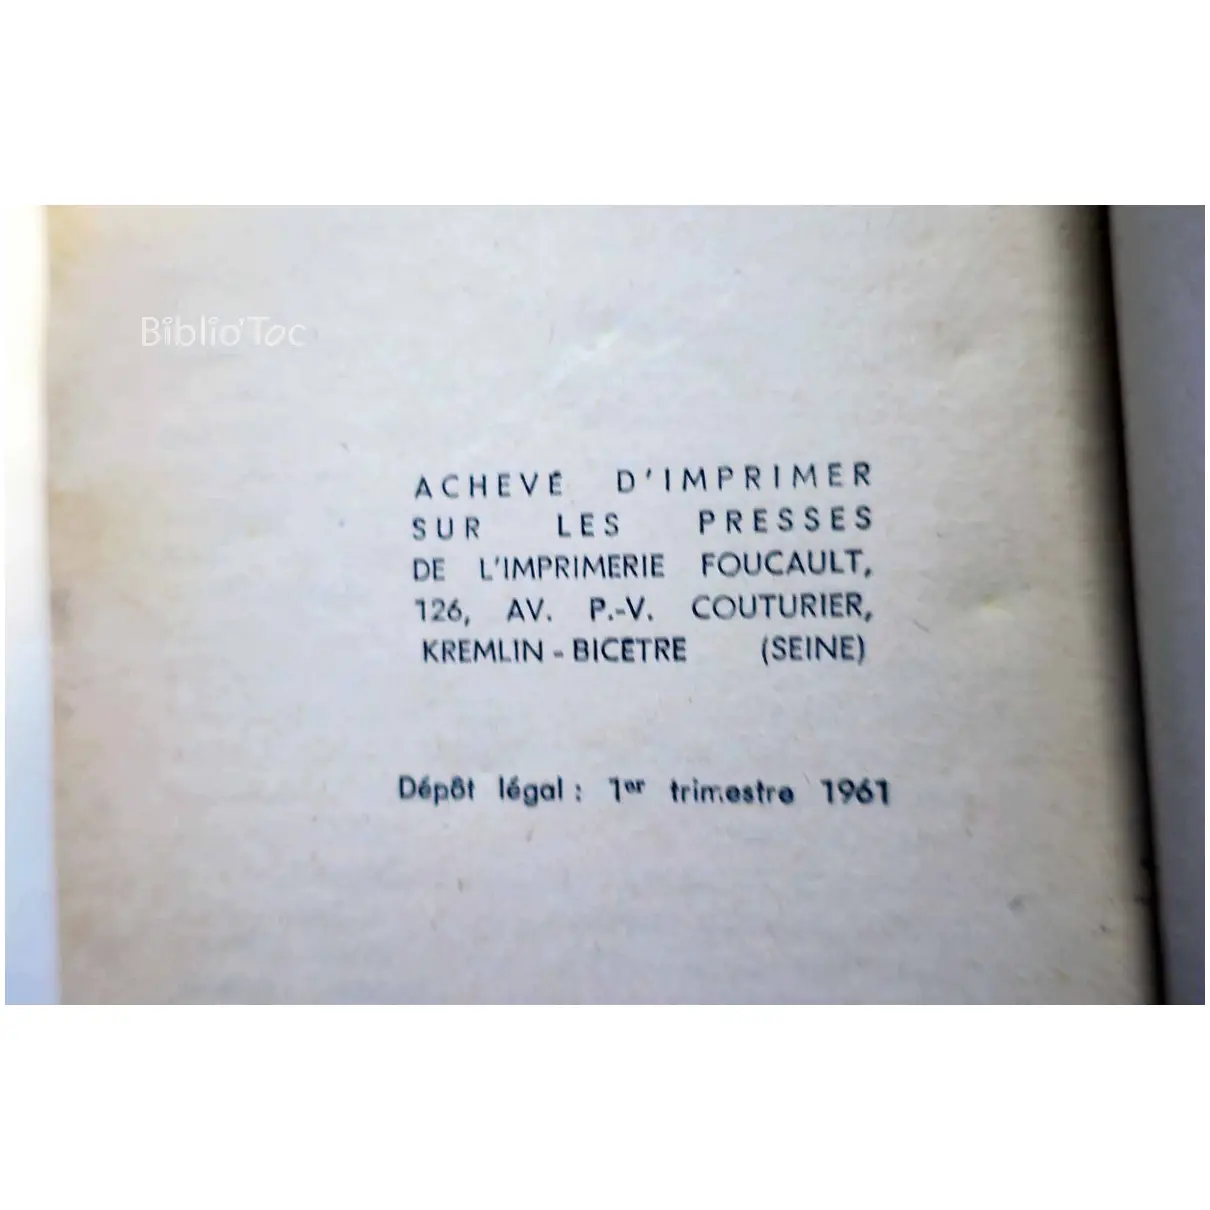 Biblio'Toc
ACHEVÉ D'IMPRIMER
SUR LES PRESSES
DE L'IMPRIMERIE FOUCAULT,
126, AV. P.-V. COUTURIER,
KREMLIN - BICETRE (SEINE)
Dépôt légal : 1er trimestre 1961